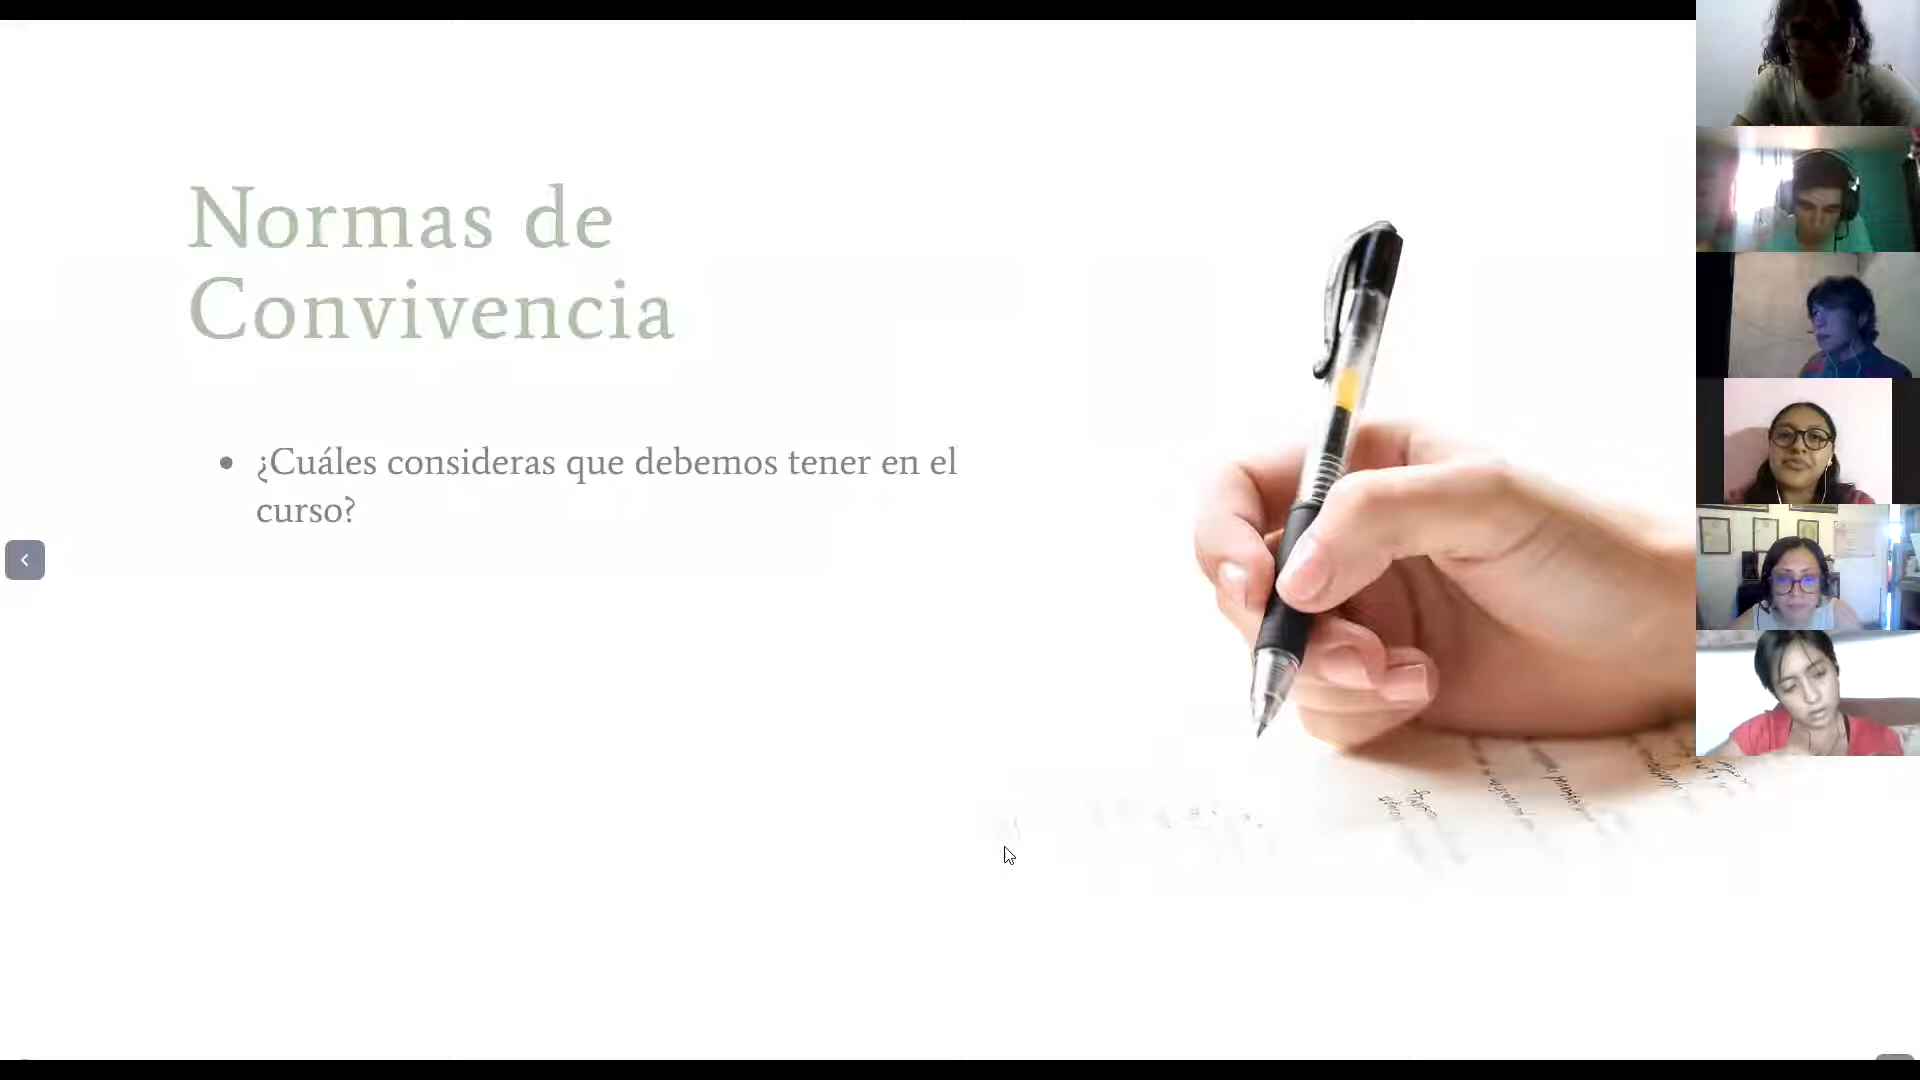 Normas de
Convivencia
• ¿Cuáles consideras que debemos tener en el
curso?